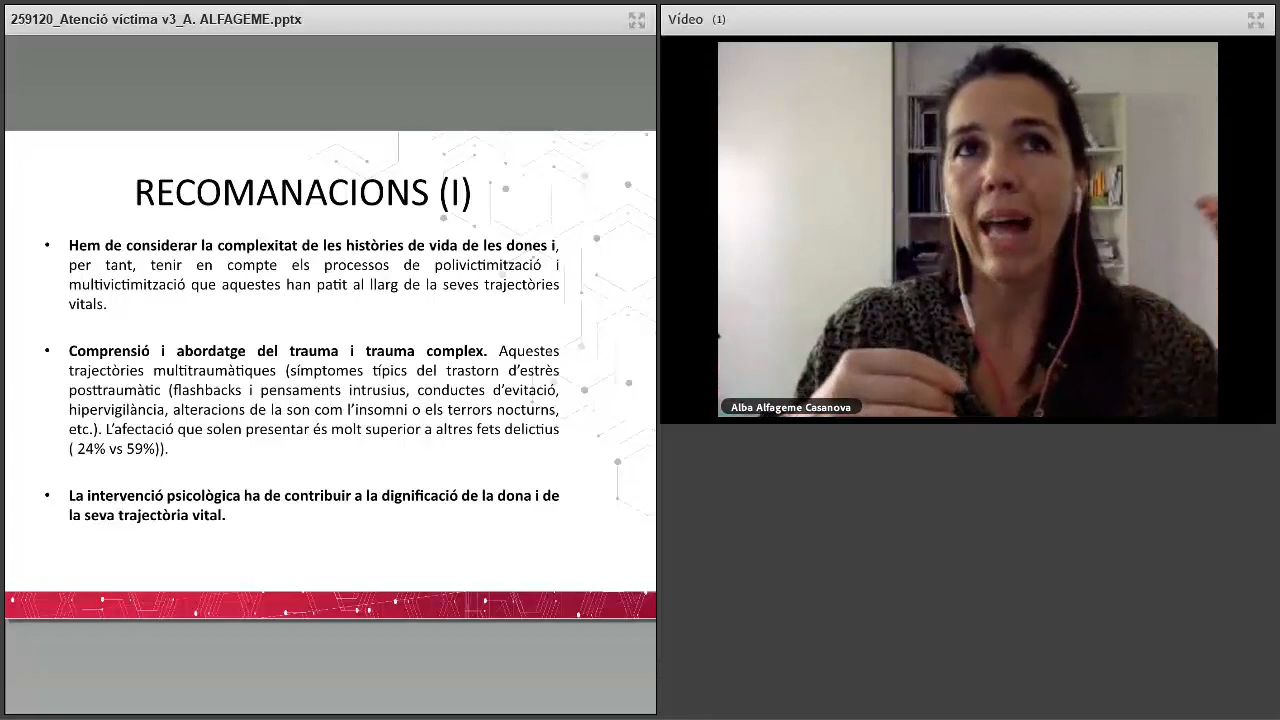 259120_Atenció víctima v3_A. ALFAGEME.pptx
Vídeo (1)
RECOMANACIONS (I)
• Hem de considerar la complexitat de les històries de vida de les dones i,
per tant, tenir en compte els processos de polivictimització i
multivictimització que aquestes han patit al llarg de la seves trajectòries
vitals.
• Comprensió i abordatge del trauma i trauma complex. Aquestes
trajectòries multitraumàtiques (símptomes típics del trastorn d'estrès
posttraumàtic (flashbacks i pensaments intrusius, conductes d'evitació,
hipervigilància, alteracions de la son com l'insomni o els terrors nocturns,
etc.). L'afectació que solen presentar és molt superior a altres fets delictius
( 24% vs 59%)).
• La intervenció psicològica ha de contribuir a la dignificació de la dona i de
la seva trajectòria vital.
Alba Alfageme Casanova